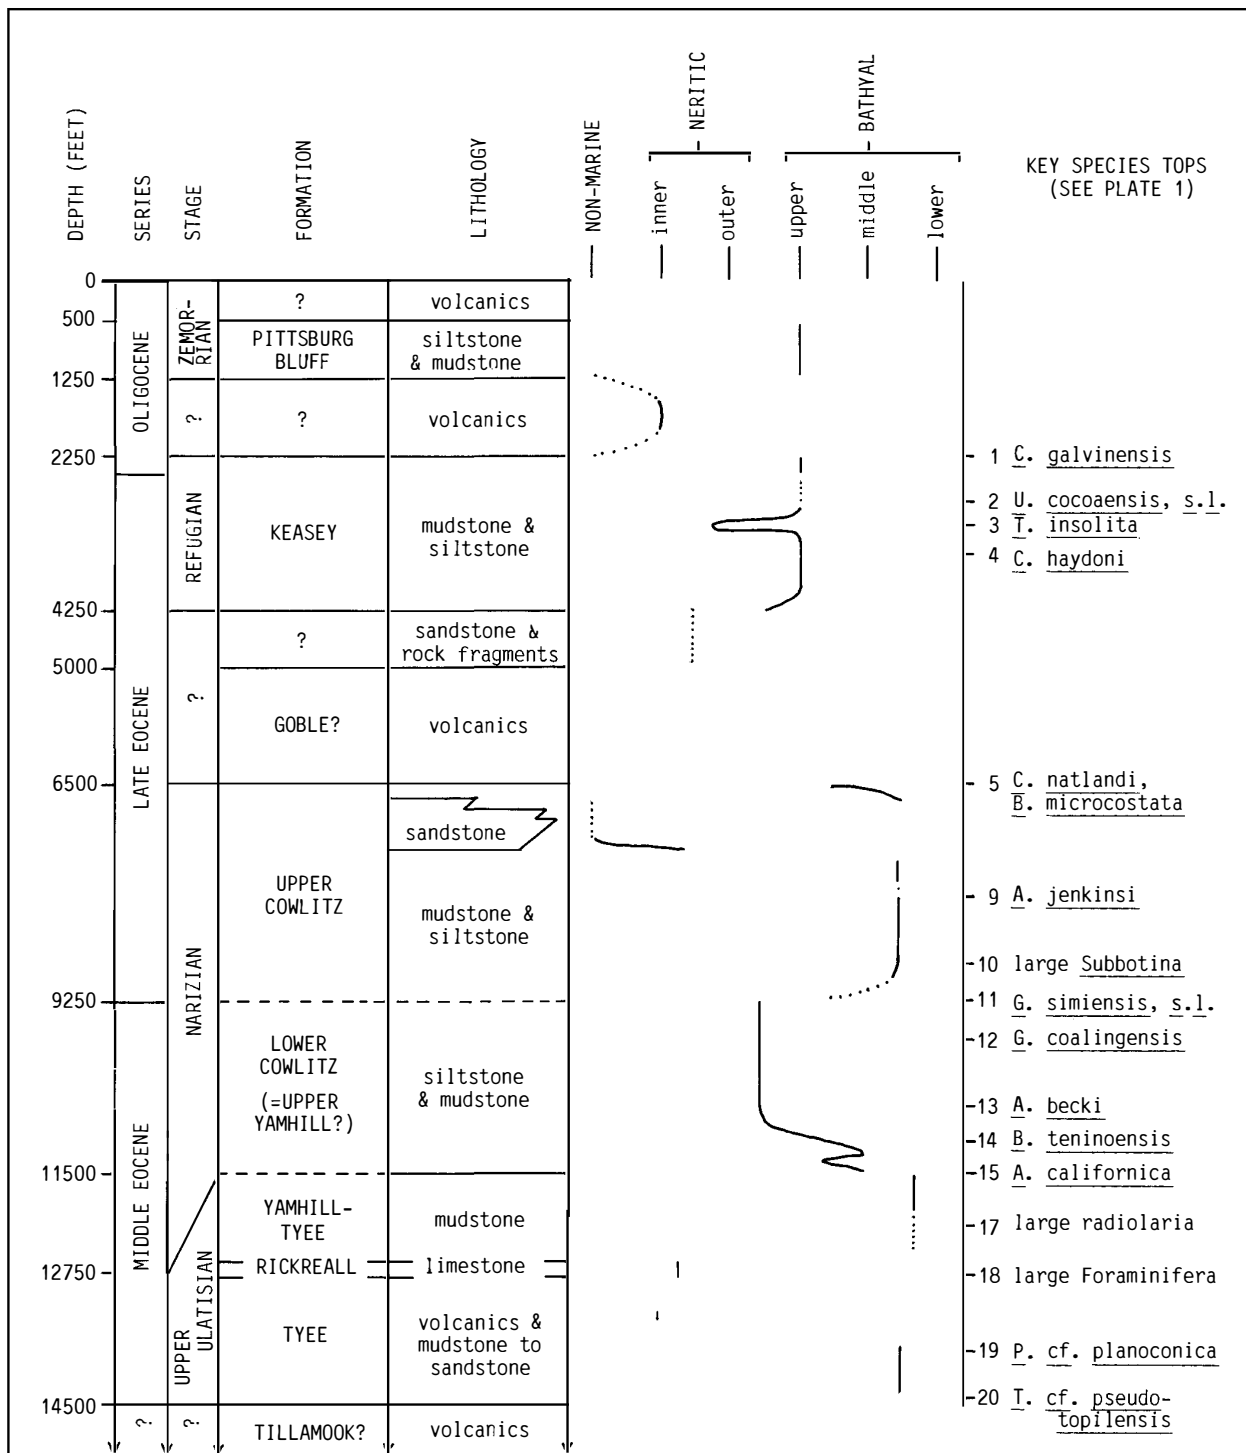 DEPTH (FEET)
SERIES
STAGE
FORMATION
LITHOLOGY
NON-MARINE
NERITIC
inner
outer
BATHYAL
upper
middle
lower
KEY SPECIES TOPS
(SEE PLATE 1)
0
500
1250
2250
4250
5000
6500
9250
11500
12750
14500
OLIGOCENE
LATE EOCENE
MIDDLE EOCENE
?
ZEMOR-
RIAN
?
REFUGIAN
?
NARIZIAN
UPPER
ULATISIAN
?
?
PITTSBURG
BLUFF
?
KEASEY
?
GOBLE?
UPPER
COWLITZ
LOWER
COWLITZ
(=UPPER
YAMHILL?)
YAMHILL-
TYEE
RICKREALL
TYEE
TILLAMOOK?
volcanics
siltstone
& mudstone
volcanics
mudstone &
siltstone
sandstone &
rock fragments
volcanics
sandstone
mudstone &
siltstone
siltstone
& mudstone
mudstone
limestone
volcanics &
mudstone to
sandstone
volcanics
1 C. galvinensis
2 U. cocoaensis, s.l.
3 T. insolita
4 C. haydoni
5 C. natlandi,
B. microcostata
9 A. jenkinsi
10 large Subbotina
11 G. simiensis, s.l.
12 G. coalingensis
13 A. becki
14 B. teninoensis
15 A. californica
17 large radiolaria
18 large Foraminifera
19 P. cf. planoconica
20 T. cf. pseudo-
topilensis